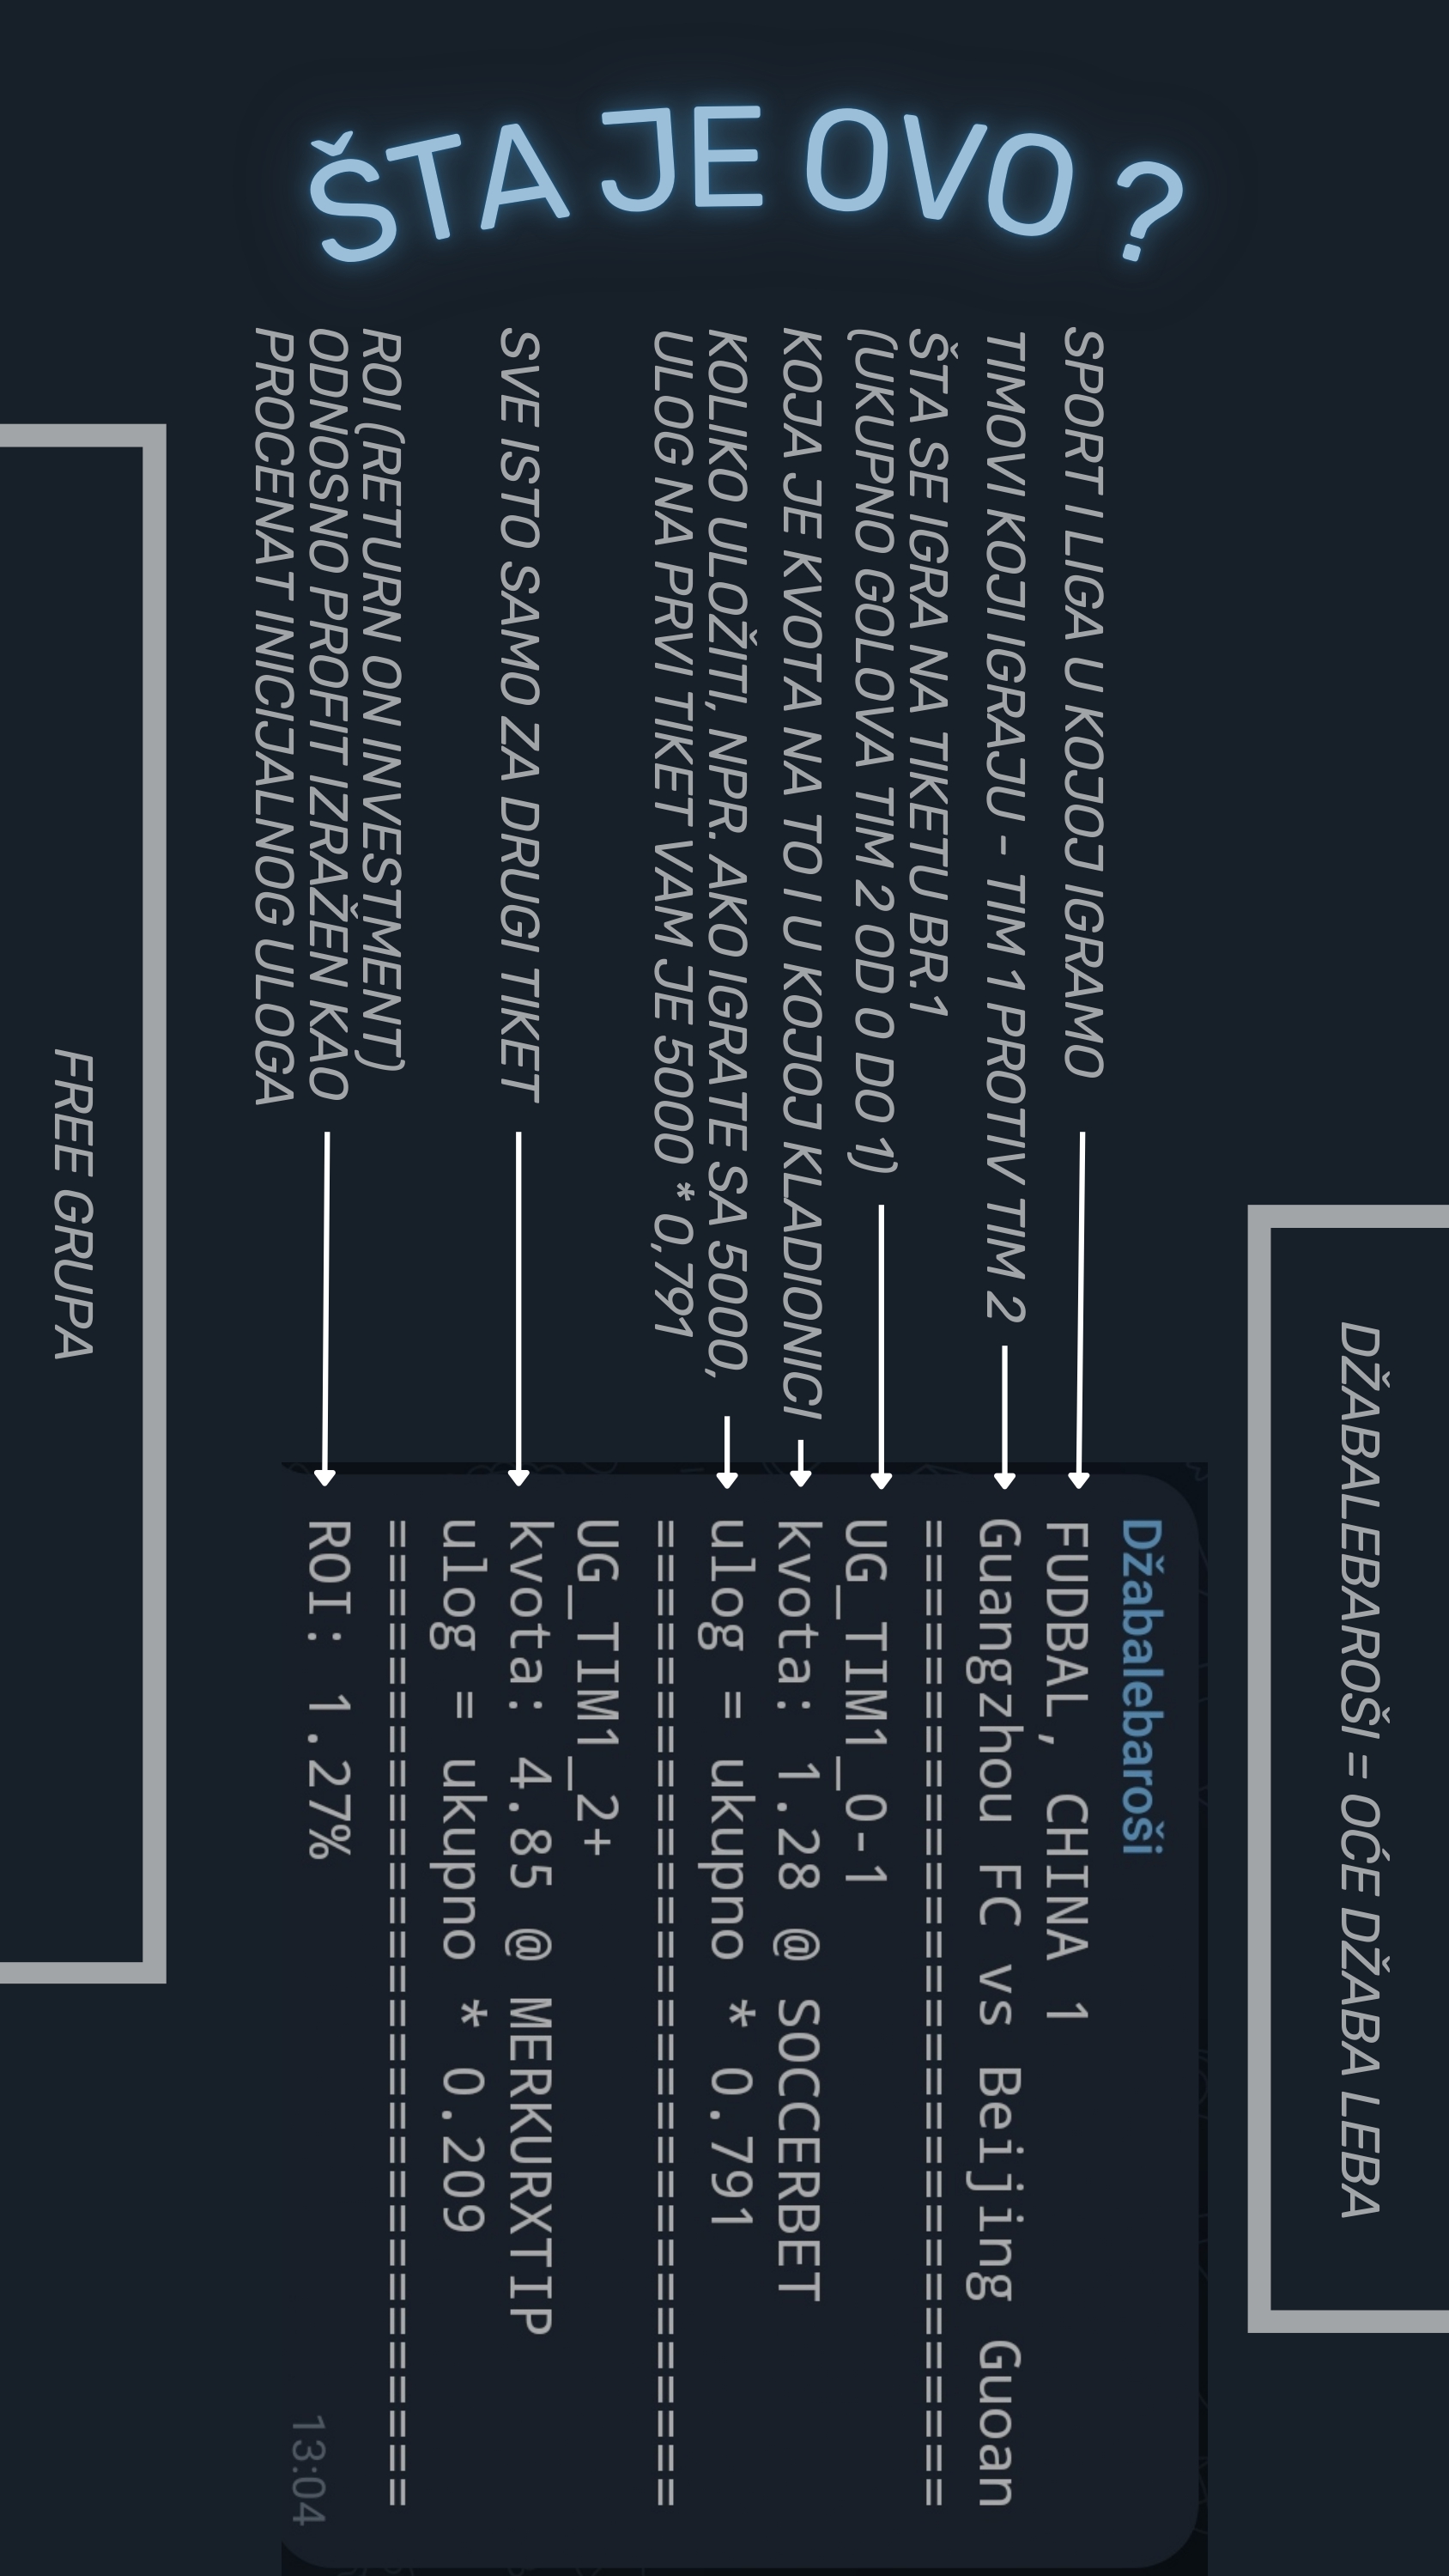 ŠTA JE OVO?
DŽABALEBAROŠI = OĆE DŽABA LEBA
SPORT I LIGA U KOJOJ IGRAMO
TIMOVI KOJI IGRAJU - TIM 1 PROTIV TIM 2
ŠTA SE IGRA NA TIKETU BR.1
(UKUPNO GOLOVA TIM 2 OD 0 DO 1)
KOJA JE KVOTA NA TO I U KOJOJ KLADIONICI
KOLIKO ULOŽITI, NPR. AKO IGRATE SA 5000,
ULOG NA PRVI TIKET VAM JE 5000 * 0,791
SVE ISTO SAMO ZA DRUGI TIKET
ROI (RETURN ON INVESTMENT)
ODNOSNO PROFIT IZRAŽEN KAO
PROCENAT INICIJALNOG ULOGA
Džabalebaroši
FUDBAL, CHINA 1
Guangzhou FC vs Beijing Guoan
=============================
UG_TIM1_0-1
kvota: 1.28 @ SOCCERBET
ulog = ukupno * 0.791
=============================
UG_TIM1_2+
kvota: 4.85 @ MERKURXTIP
ulog = ukupno * 0.209
=============================
ROI: 1.27%
13:04
FREE GRUPA